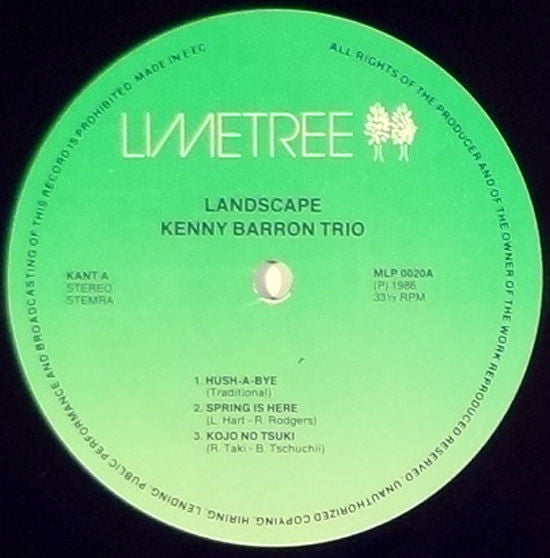 LIMETREE
LANDSCAPE
KENNY BARRON TRIO
KANT A
STEREO
STEMRA
MLP 0020A
(P) 1986
33⅓ RPM
1. HUSH-A-BYE
(Traditional)
2. SPRING IS HERE
(L. Hart - R. Rodgers)
3. KOJO NO TSUKI
(R. Taki - B. Tschuchii)
ALL RIGHTS OF THE PRODUCER AND OF THE OWNER OF THE WORK REPRODUCED RESERVED. UNAUTHORIZED COPYING, HIRING, LENDING, PUBLIC PERFORMANCE AND BROADCASTING OF THIS RECORD IS PROHIBITED. MADE IN EEC